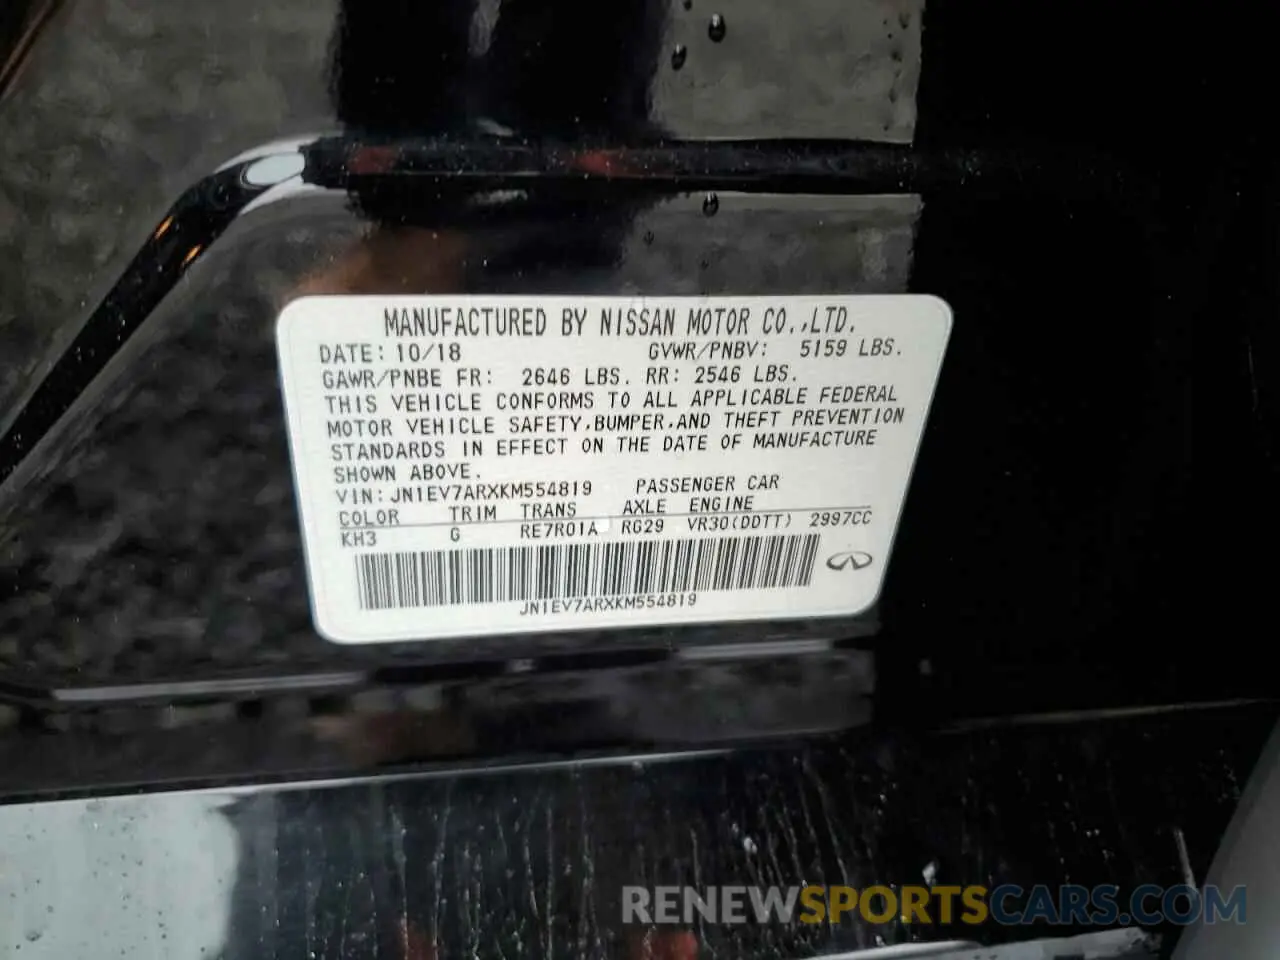 MANUFACTURED BY NISSAN MOTOR CO.,LTD.
DATE: 10/18 GVWR/PNBV: 5159 LBS.
GAWR/PNBE FR: 2646 LBS. RR: 2546 LBS.
THIS VEHICLE CONFORMS TO ALL APPLICABLE FEDERAL
MOTOR VEHICLE SAFETY,BUMPER,AND THEFT PREVENTION
STANDARDS IN EFFECT ON THE DATE OF MANUFACTURE
SHOWN ABOVE.
VIN: JN1EV7ARXKM554819 PASSENGER CAR
COLOR TRIM TRANS AXLE ENGINE
KH3 G RE7R01A RG29 VR30(DDTT) 2997CC
JN1EV7ARXKM554819
RENEWSPORTSCARS.COM